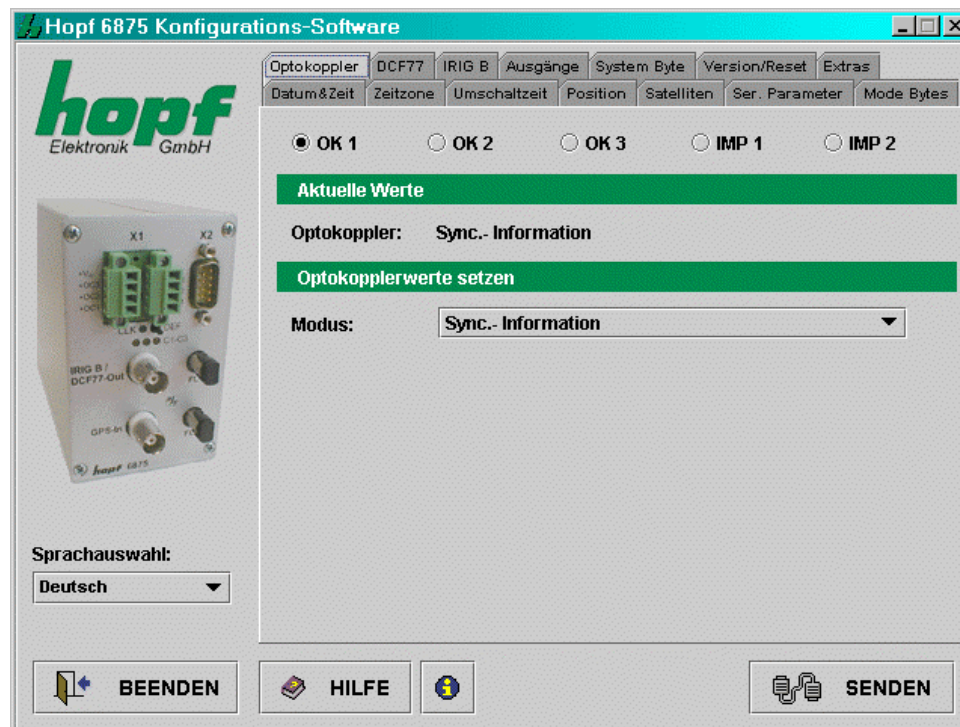 Hopf 6875 Konfigurations-Software
hopf
Elektronik GmbH
Optokoppler DCF77 IRIG B Ausgänge System Byte Version/Reset Extras
Datum&Zeit Zeitzone Umschaltzeit Position Satelliten Ser. Parameter Mode Bytes
OK 1 OK 2 OK 3 IMP 1 IMP 2
Aktuelle Werte
Optokoppler: Sync.- Information
Optokopplerwerte setzen
Modus: Sync.- Information
X1 X2
IRIG B /
DCF77-Out
GPS-In
hopf 6875
Sprachauswahl:
Deutsch
BEENDEN HILFE SENDEN